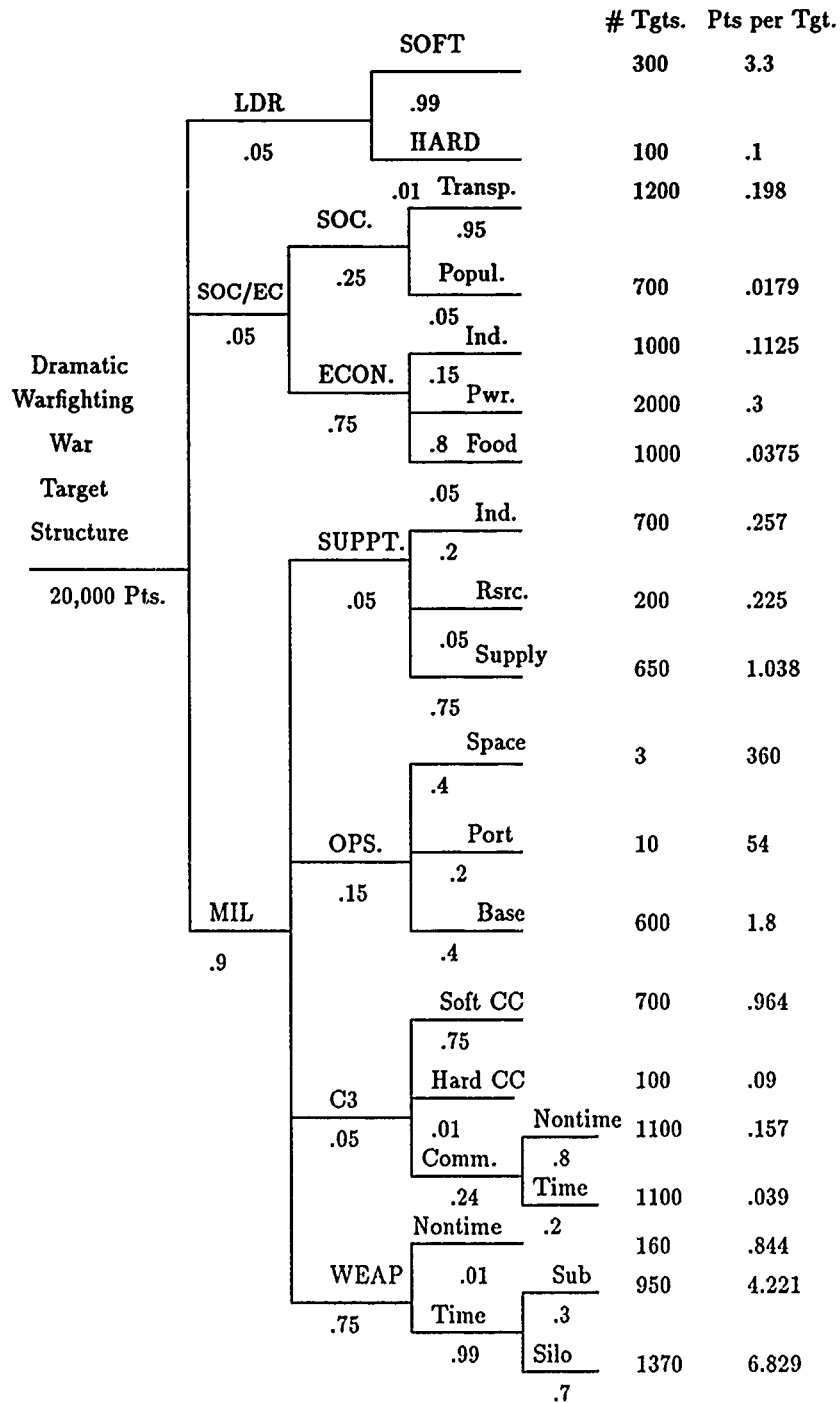 # Tgts. Pts per Tgt.
SOFT
300 3.3
LDR
.99
.05
HARD
100 .1
.01 Transp.
1200 .198
SOC.
.95
.25
Popul.
SOC/EC
700 .0179
.05
.05
Ind.
1000 .1125
Dramatic
Warfighting
War
Target
Structure
20,000 Pts.
ECON.
.15
Pwr.
2000 .3
.75
.8 Food
1000 .0375
.05
Ind.
700 .257
SUPPT.
.2
.05
Rsrc.
200 .225
.05
Supply
650 1.038
.75
Space
3 360
.4
OPS.
Port
10 54
.15
.2
MIL
Base
600 1.8
.9
.4
Soft CC
700 .964
.75
Hard CC
100 .09
C3
.05
.01
Nontime
1100 .157
Comm.
.8
.24
Time
1100 .039
.2
Nontime
160 .844
WEAP
.01
Sub
950 4.221
.75
Time
.3
.99
Silo
1370 6.829
.7